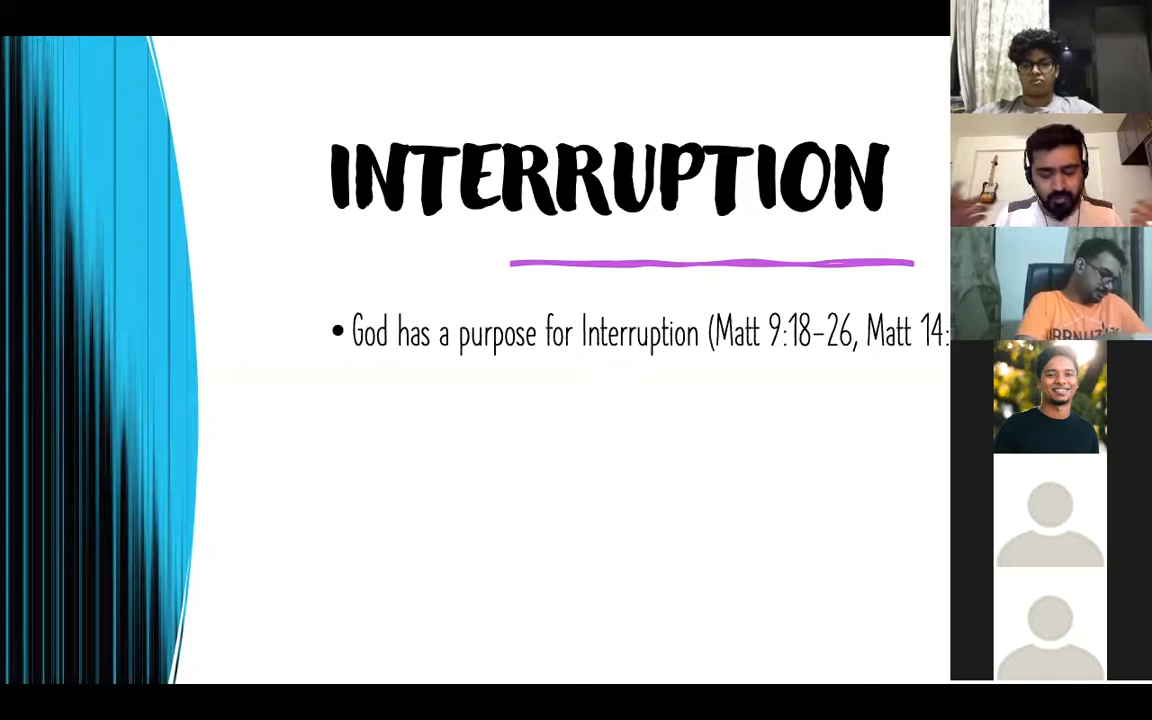 INTERRUPTION
• God has a purpose for Interruption (Matt 9:18-26, Matt 14: